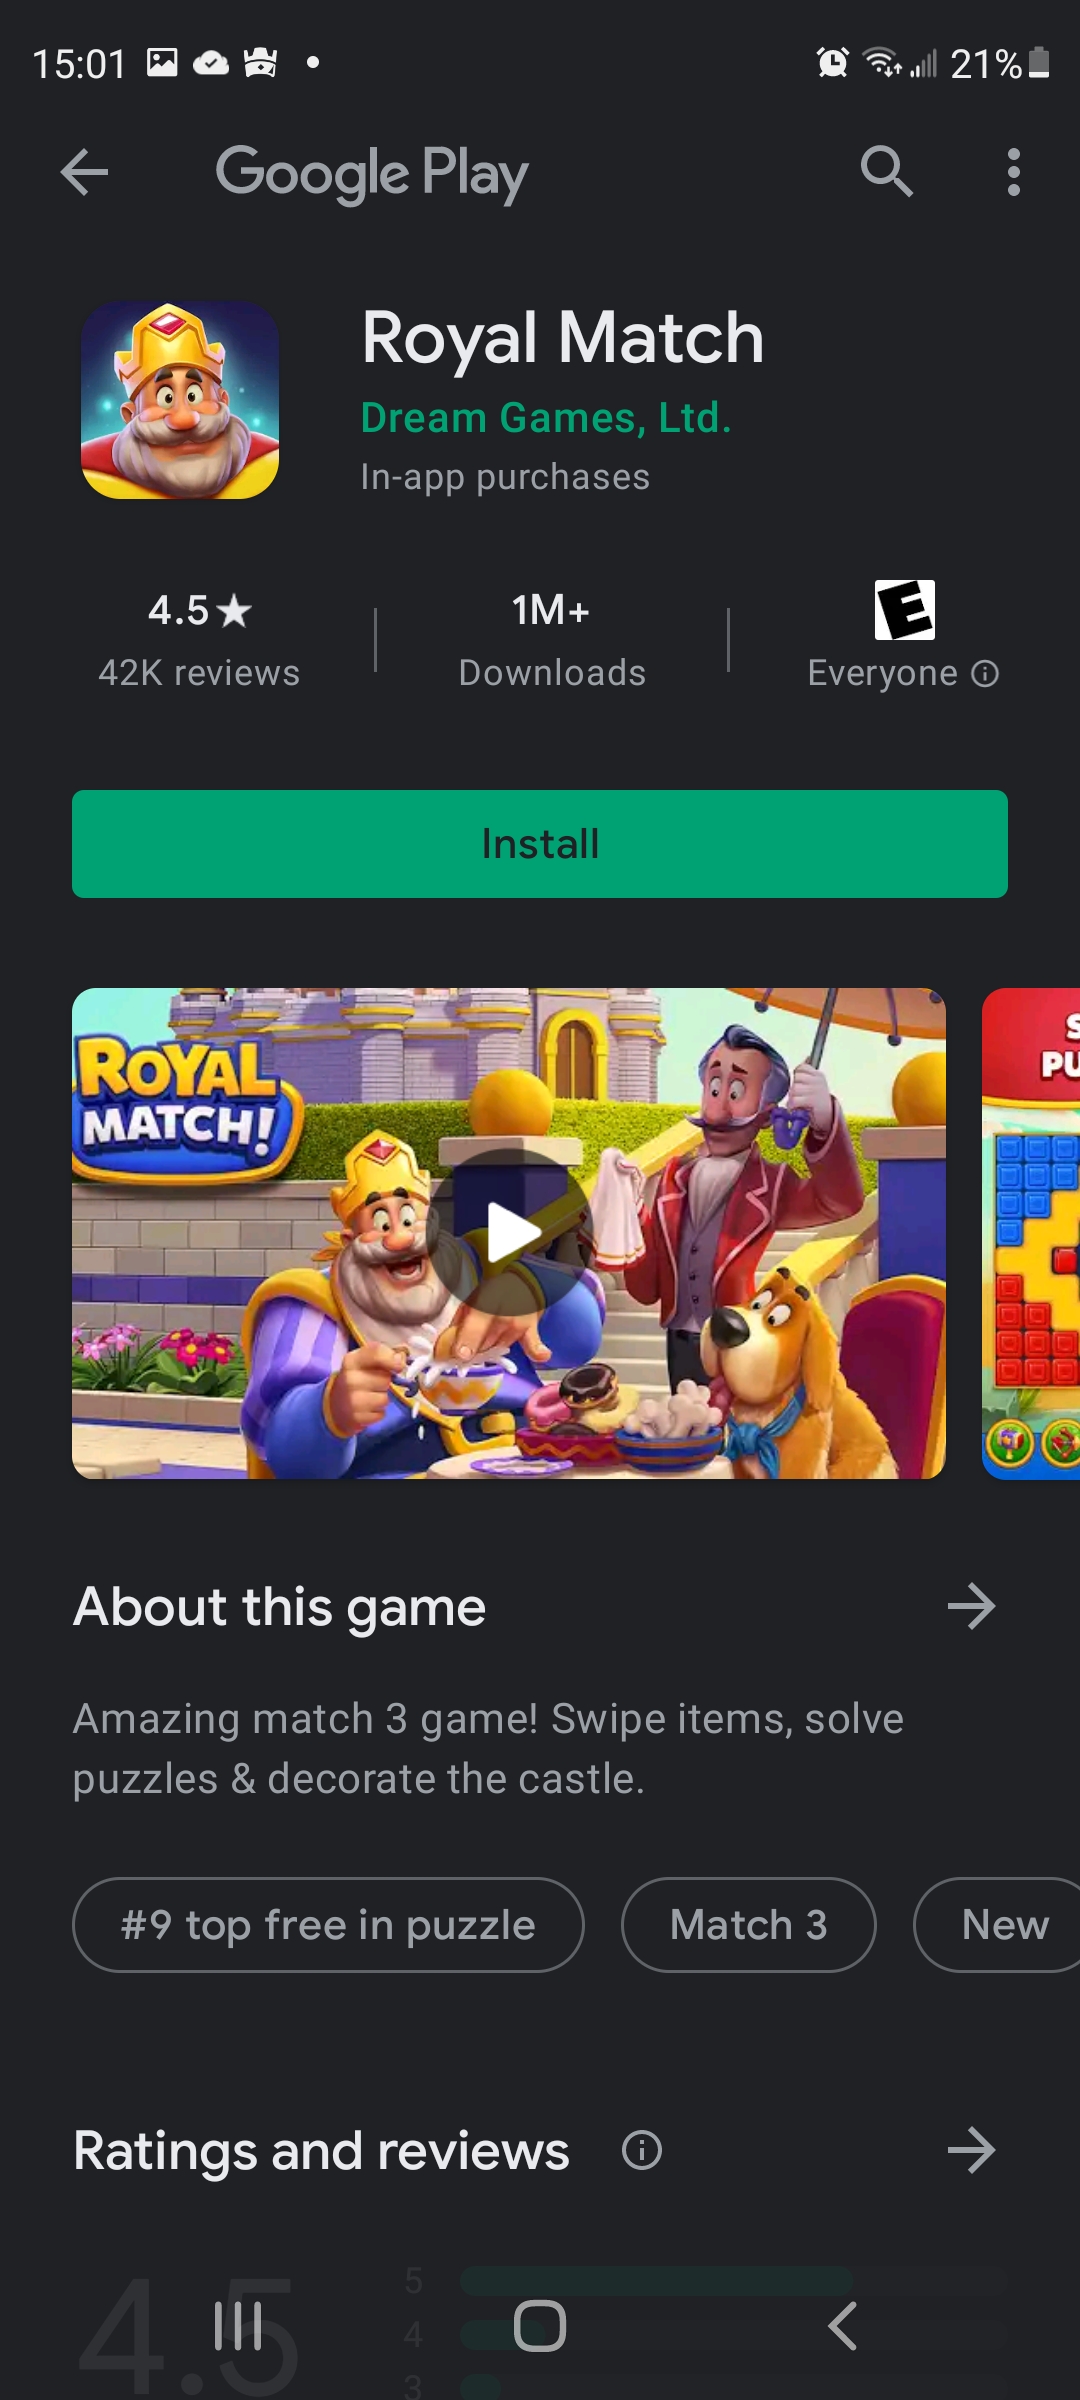 15:01
21%
Google Play
Royal Match
Dream Games, Ltd.
In-app purchases
4.5★
42K reviews
1M+
Downloads
E
Everyone
Install
ROYAL
MATCH!
About this game
Amazing match 3 game! Swipe items, solve
puzzles & decorate the castle.
#9 top free in puzzle
Match 3
New
Ratings and reviews
4.5
5
4
3